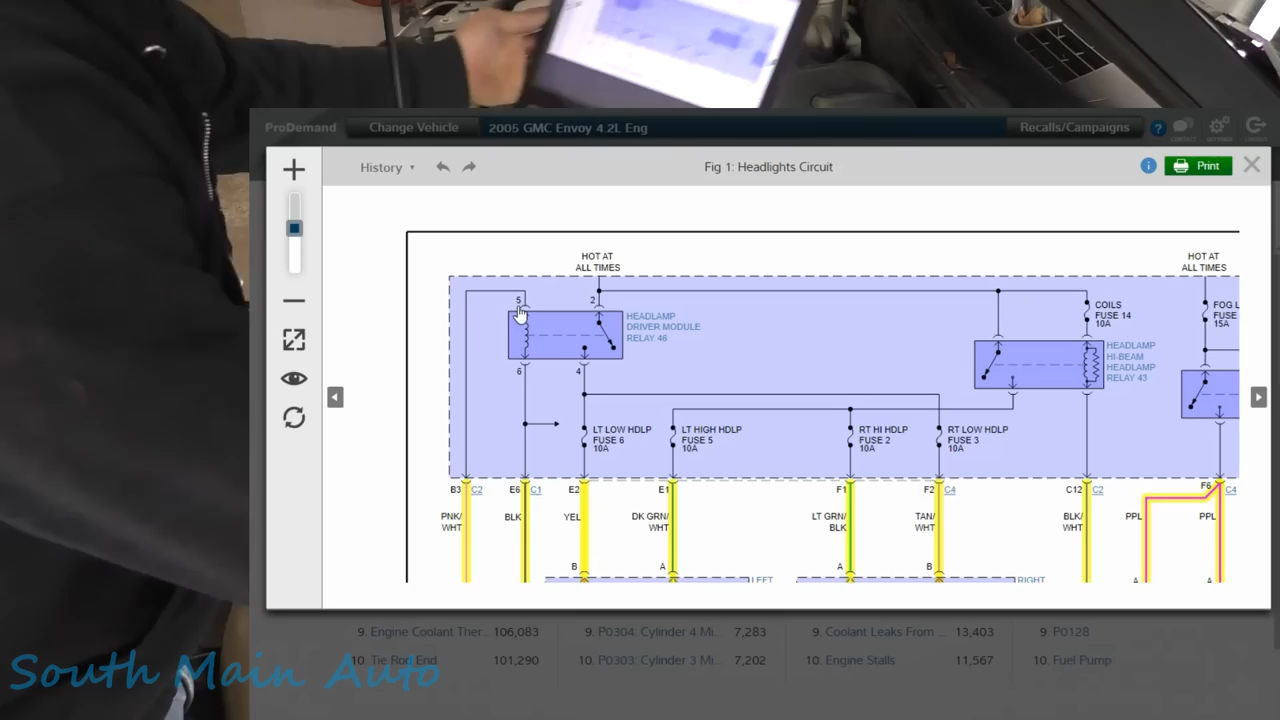 ProDemand
Change Vehicle
2005 GMC Envoy 4.2L Eng
Recalls/Campaigns
?
History
Fig 1: Headlights Circuit
i
Print
HOT AT
ALL TIMES
HOT AT
ALL TIMES
5
2
HEADLAMP
DRIVER MODULE
RELAY 46
COILS
FUSE 14
10A
FOG L
FUSE
15A
HEADLAMP
HI-BEAM
HEADLAMP
RELAY 43
6
4
LT LOW HDLP
FUSE 6
10A
LT HIGH HDLP
FUSE 5
10A
RT HI HDLP
FUSE 2
10A
RT LOW HDLP
FUSE 3
10A
B3 C2 E6 C1 E2 E1 F1 F2 C4 C12 C2 F6 C4
PNK/
WHT
BLK
YEL
DK GRN/
WHT
LT GRN/
BLK
TAN/
WHT
BLK/
WHT
PPL
PPL
B A A B A A
LEFT
RIGHT
9. Engine Coolant Ther... 106,083 9. P0304: Cylinder 4 Mi... 7,283 9. Coolant Leaks From ... 13,403 9. P0128
10. Tie Rod End 101,290 10. P0303: Cylinder 3 Mi... 7,202 10. Engine Stalls 11,567 10. Fuel Pump
South Main Auto